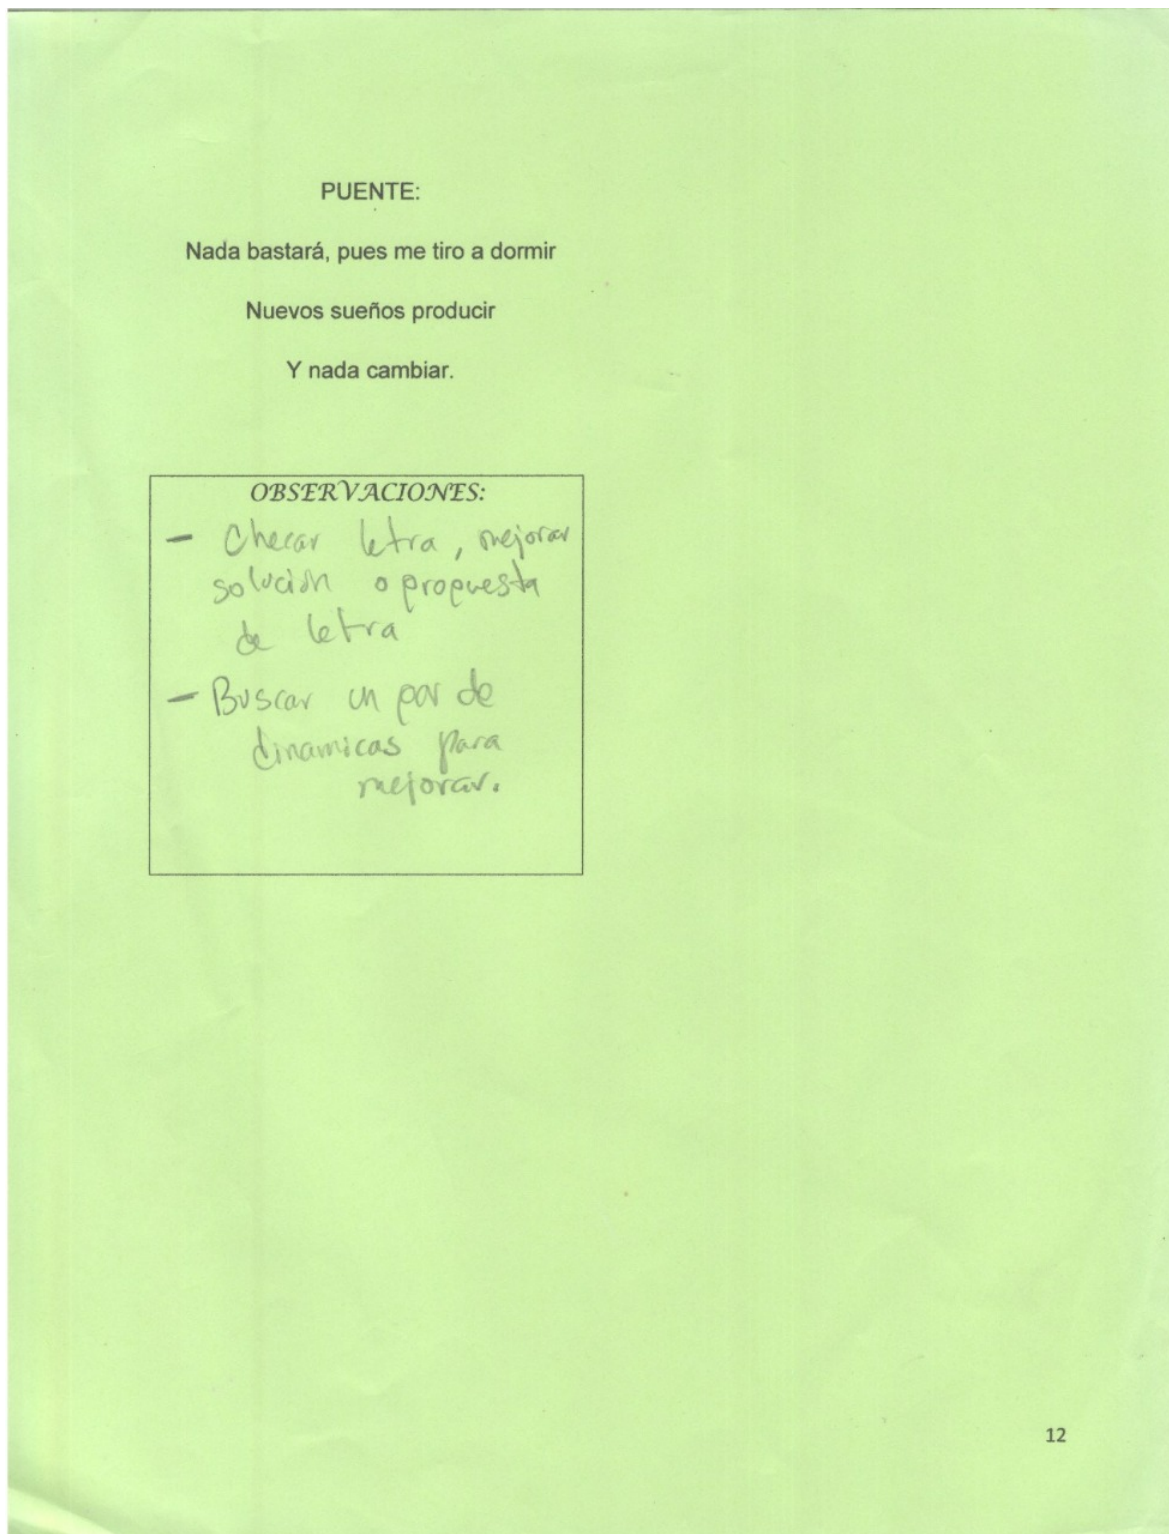 PUENTE:
Nada bastará, pues me tiro a dormir
Nuevos sueños producir
Y nada cambiar.
OBSERVACIONES:
- Checar letra, mejorar
solución o propuesta
de letra
- Buscar un par de
dinamicas para
mejorar.
12